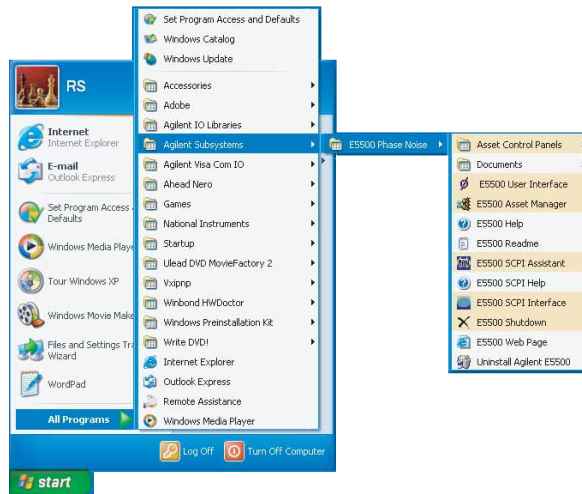 RS
Internet
Internet Explorer
E-mail
Outlook Express
Set Program Access
Defaults
Windows Media Playe
Tour Windows XP
Windows Movie Make
Files and Settings Tra
Wizard
WordPad
All Programs
Set Program Access and Defaults
Windows Catalog
Windows Update
Accessories
Adobe
Agilent IO Libraries
Agilent Subsystems
Agilent Visa Com IO
Ahead Nero
Games
National Instruments
Startup
Ulead DVD MovieFactory 2
Vxipnp
Winbond HWDoctor
Windows Preinstallation Kit
Write DVD!
Internet Explorer
Outlook Express
Remote Assistance
Windows Media Player
E5500 Phase Noise
Asset Control Panels
Documents
E5500 User Interface
E5500 Asset Manager
E5500 Help
E5500 Readme
E5500 SCPI Assistant
E5500 SCPI Help
E5500 SCPI Interface
E5500 Shutdown
E5500 Web Page
Uninstall Agilent E5500
Log Off
Turn Off Computer
start